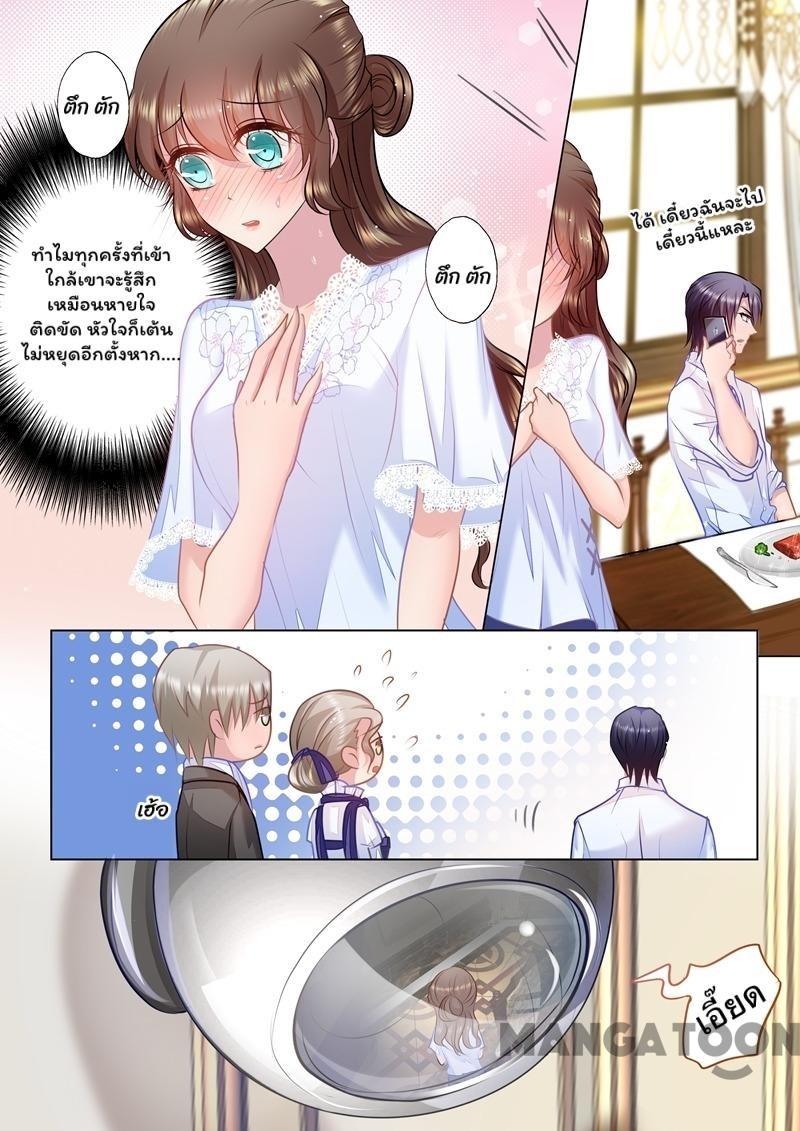 ตึก ตัก
ทำไมทุกครั้งที่เข้า
ใกล้เขาจะรู้สึก
เหมือนหายใจ
ติดขัด หัวใจก็เต้น
ไม่หยุดอีกตั้งหาก....
ตึก ตัก
ได้ เดี๋ยวฉันจะไป
เดี๋ยวนี้แหละ
เฮ้อ
เอี๊ยด
MANGATOON